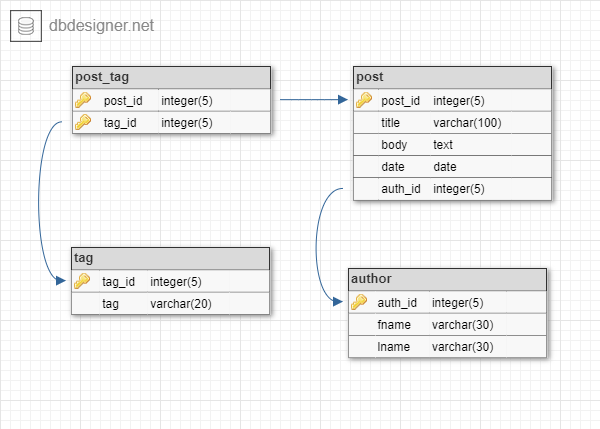 dbdesigner.net
post_tag
post_id integer(5)
tag_id integer(5)
post
post_id integer(5)
title varchar(100)
body text
date date
auth_id integer(5)
tag
tag_id integer(5)
tag varchar(20)
author
auth_id integer(5)
fname varchar(30)
lname varchar(30)